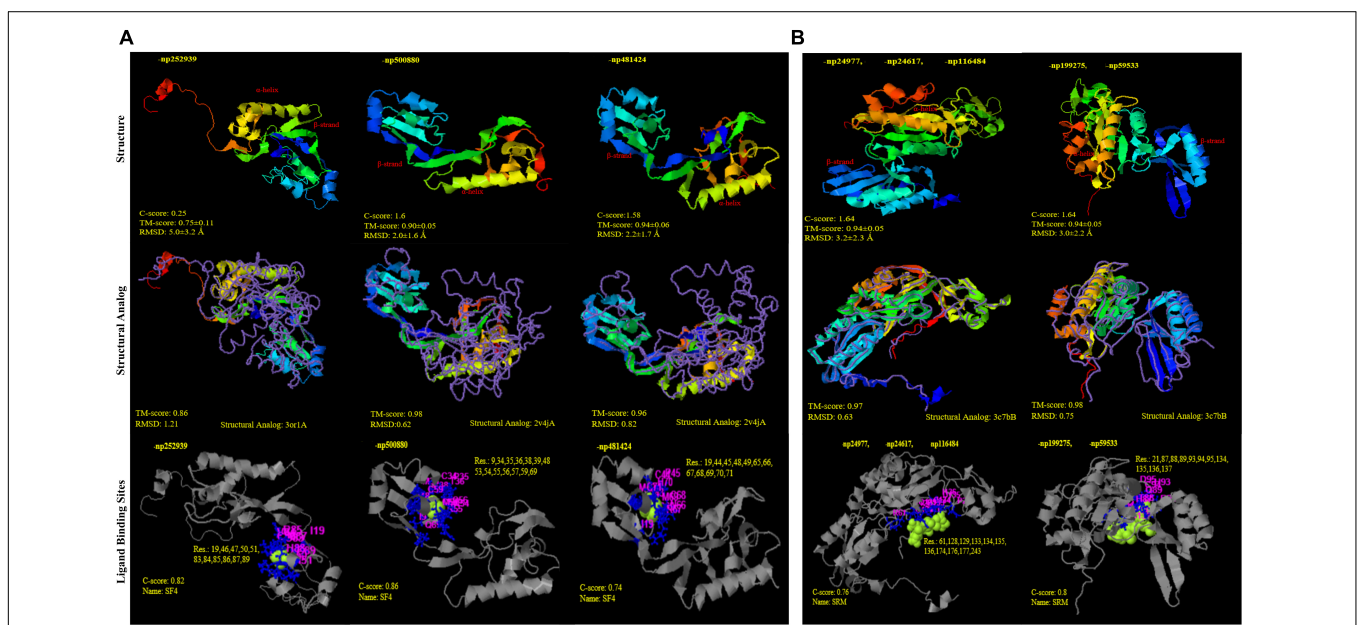 A
B
-np252939
-np500880
-np481424
-np24977, -np24617, -np116484
-np199275, -np59533
Structure
α-helix
β-strand
β-strand
α-helix
β-strand
α-helix
α-helix
β-strand
helix
β-strand
C-score: 0.25
TM-score: 0.75±0.11
RMSD: 5.0±3.2 Å
C-score: 1.6
TM-score: 0.90±0.05
RMSD: 2.0±1.6 Å
C-score:1.58
TM-score: 0.94±0.06
RMSD: 2.2±1.7 Å
C-score: 1.64
TM-score: 0.94±0.05
RMSD: 3.2±2.3 Å
C-score: 1.64
TM-score: 0.94±0.05
RMSD: 3.0±2.2 Å
Structural Analog
TM-score: 0.86
RMSD: 1.21
Structural Analog: 3or1A
TM-score: 0.98
RMSD:0.62
Structural Analog: 2v4jA
TM-score: 0.96
RMSD: 0.82
Structural Analog: 2v4jA
TM-score: 0.97
RMSD: 0.63
Structural Analog: 3c7bB
TM-score: 0.98
RMSD: 0.75
Structural Analog: 3c7bB
Ligand Binding Sites
-np252939
-np500880
-np481424
-np24977, -np24617, -np116484
-np199275, -np59533
Res.: 19,46,47,50,51,
83,84,85,86,87,89
I19
C-score: 0.82
Name: SF4
Res.: 9,34,35,36,38,39,48
53,54,55,56,57,59,69
C-score: 0.86
Name: SF4
Res.: 19,44,45,48,49,65,66,
67,68,69,70,71
C-score: 0.74
Name: SF4
Res.: 61,128,129,133,134,135,
136,174,176,177,243
C-score: 0.76
Name: SRM
Res.: 21,87,88,89,93,94,95,134,
135,136,137
C-score: 0.8
Name: SRM